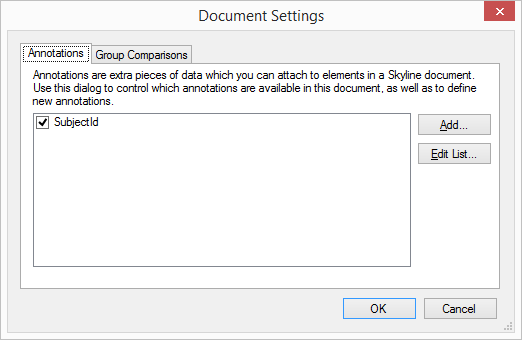 Document Settings
Annotations
Group Comparisons
Annotations are extra pieces of data which you can attach to elements in a Skyline document.
Use this dialog to control which annotations are available in this document, as well as to define
new annotations.
SubjectId
Add...
Edit List...
OK
Cancel